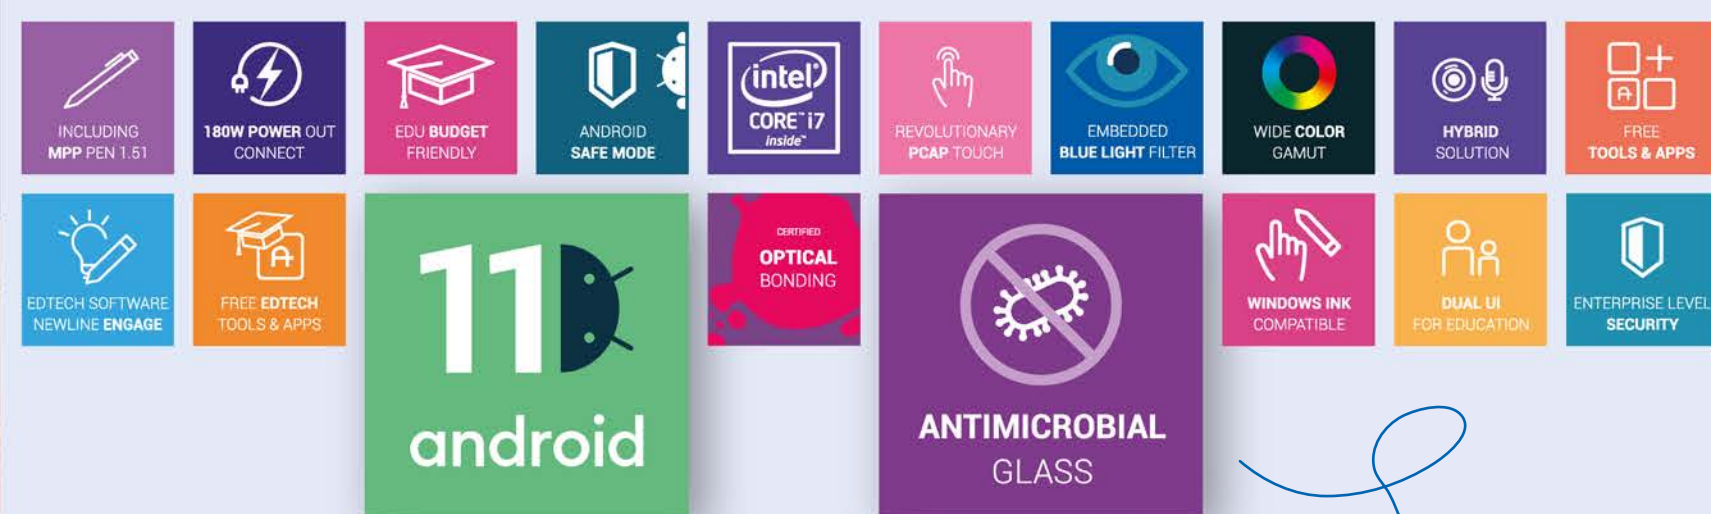 INCLUDING
MPP PEN 1.51
180W POWER OUT
CONNECT
EDU BUDGET
FRIENDLY
ANDROID
SAFE MODE
intel
CORE™ i7
inside™
REVOLUTIONARY
PCAP TOUCH
EMBEDDED
BLUE LIGHT FILTER
WIDE COLOR
GAMUT
HYBRID
SOLUTION
A
FREE
TOOLS & APPS
EDTECH SOFTWARE
NEWLINE ENGAGE
A
FREE EDTECH
TOOLS & APPS
11
android
CERTIFIED
OPTICAL
BONDING
ANTIMICROBIAL
GLASS
WINDOWS INK
COMPATIBLE
DUAL UI
FOR EDUCATION
ENTERPRISE LEVEL
SECURITY